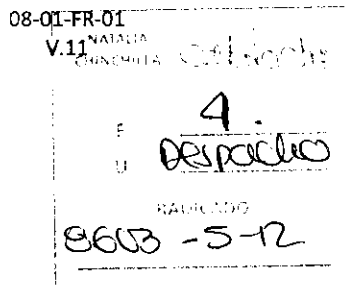 08-01-FR-01
V.11
NATALIA
CHINCHILLA
F 4.
U Despacho
RADICADO
8603 -5-12